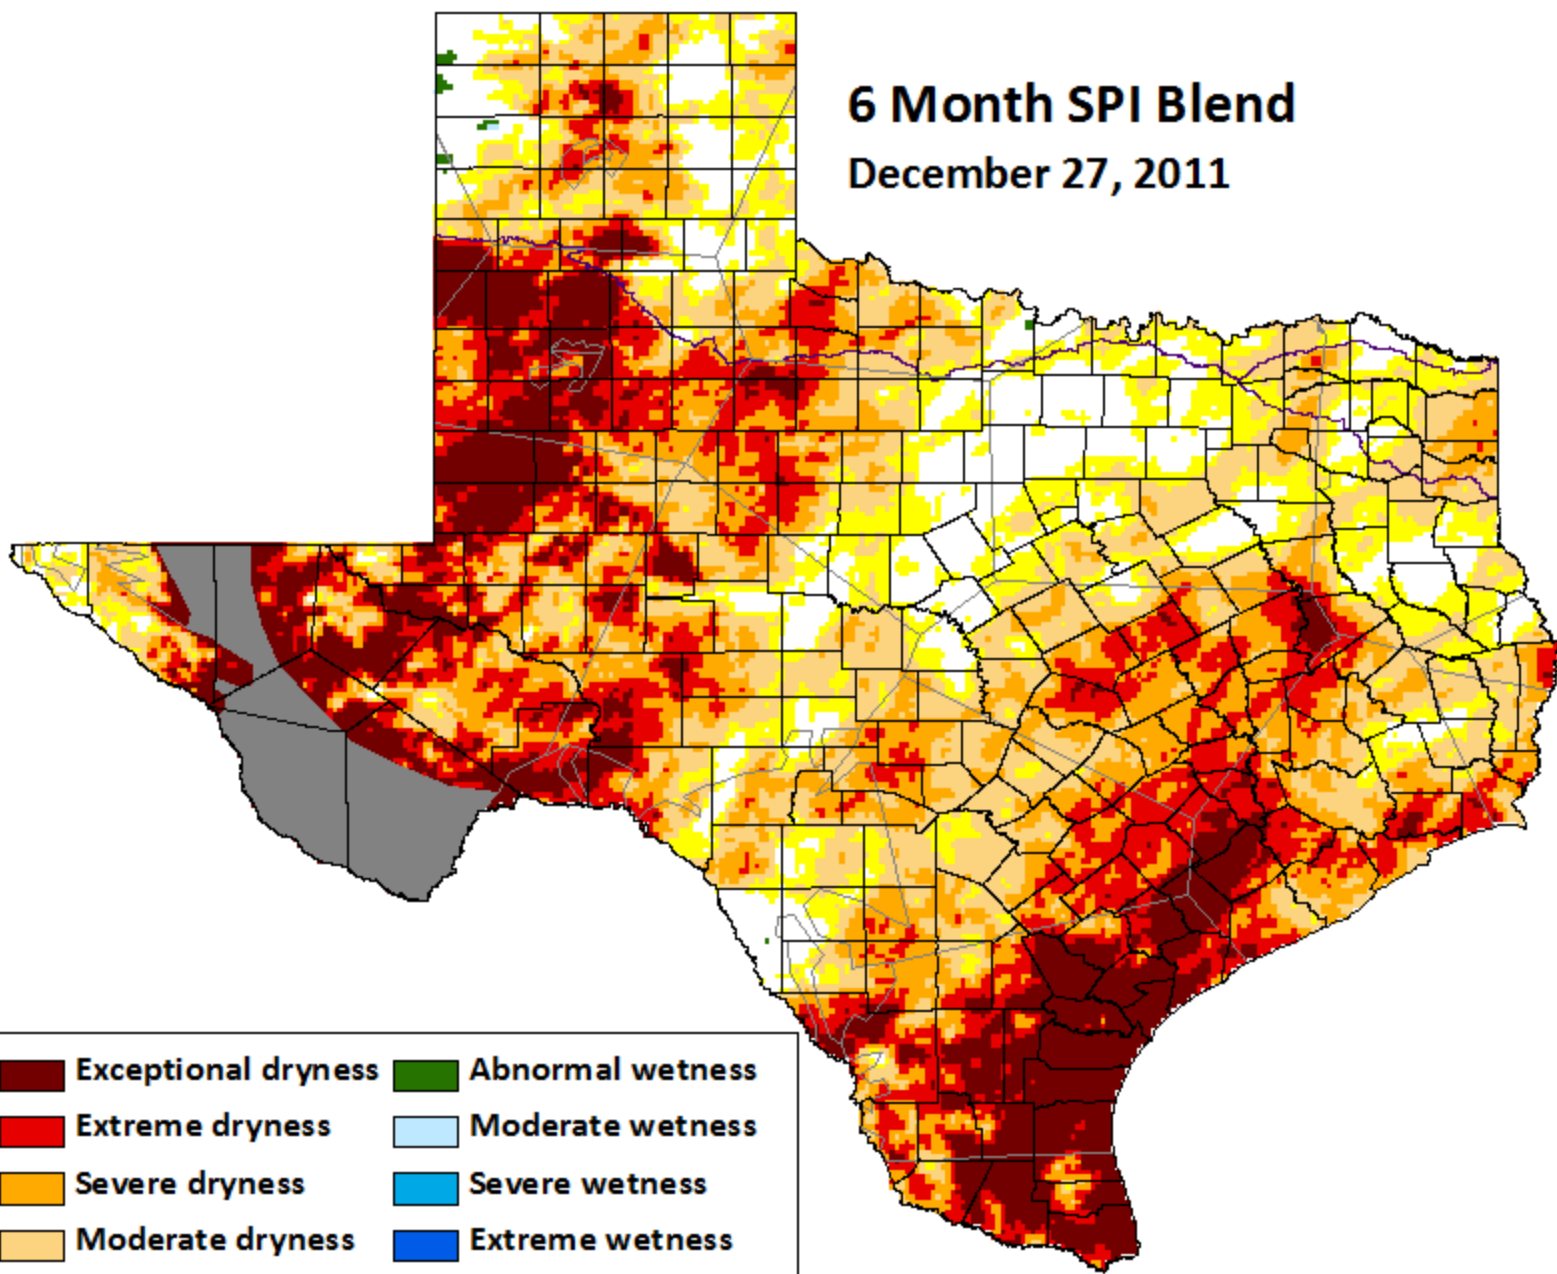 6 Month SPI Blend
December 27, 2011
Exceptional dryness
Abnormal wetness
Extreme dryness
Moderate wetness
Severe dryness
Severe wetness
Moderate dryness
Extreme wetness